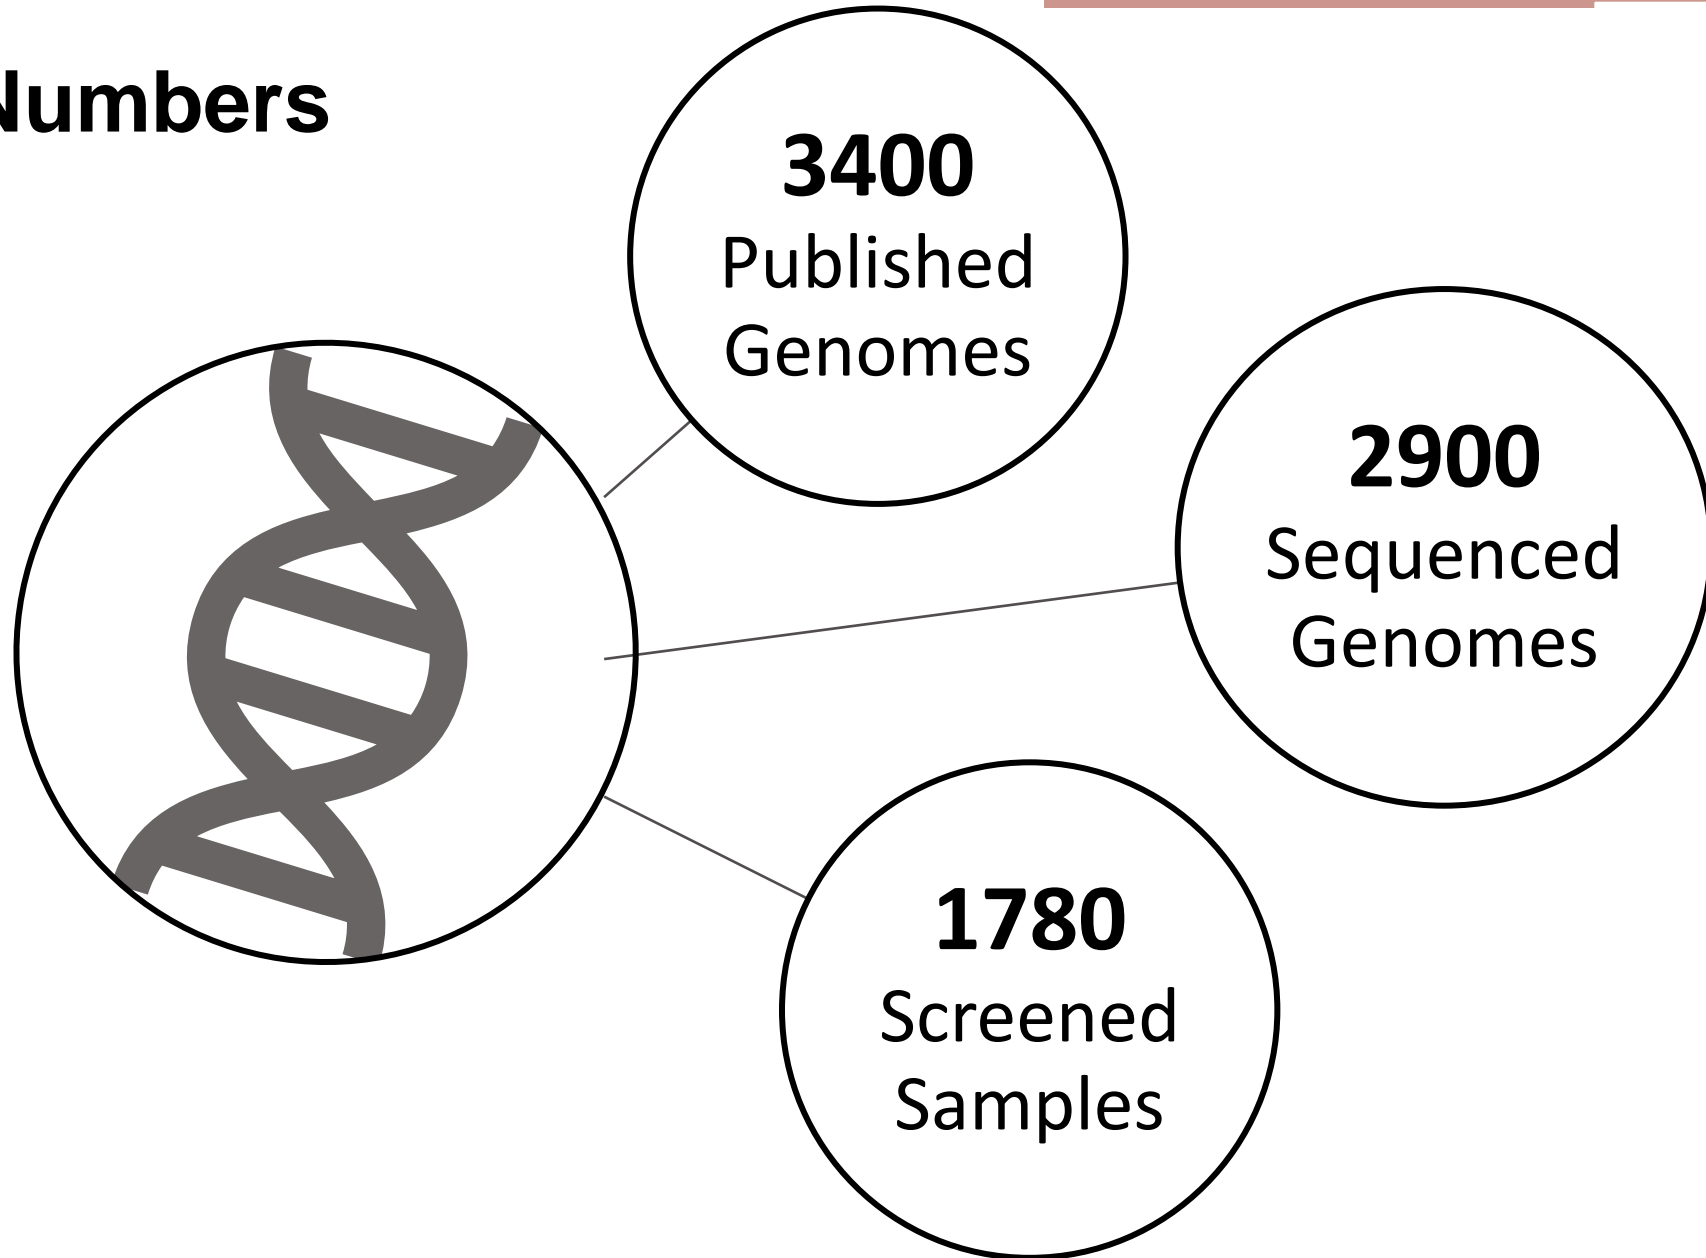 Numbers
3400
Published
Genomes
2900
Sequenced
Genomes
1780
Screened
Samples